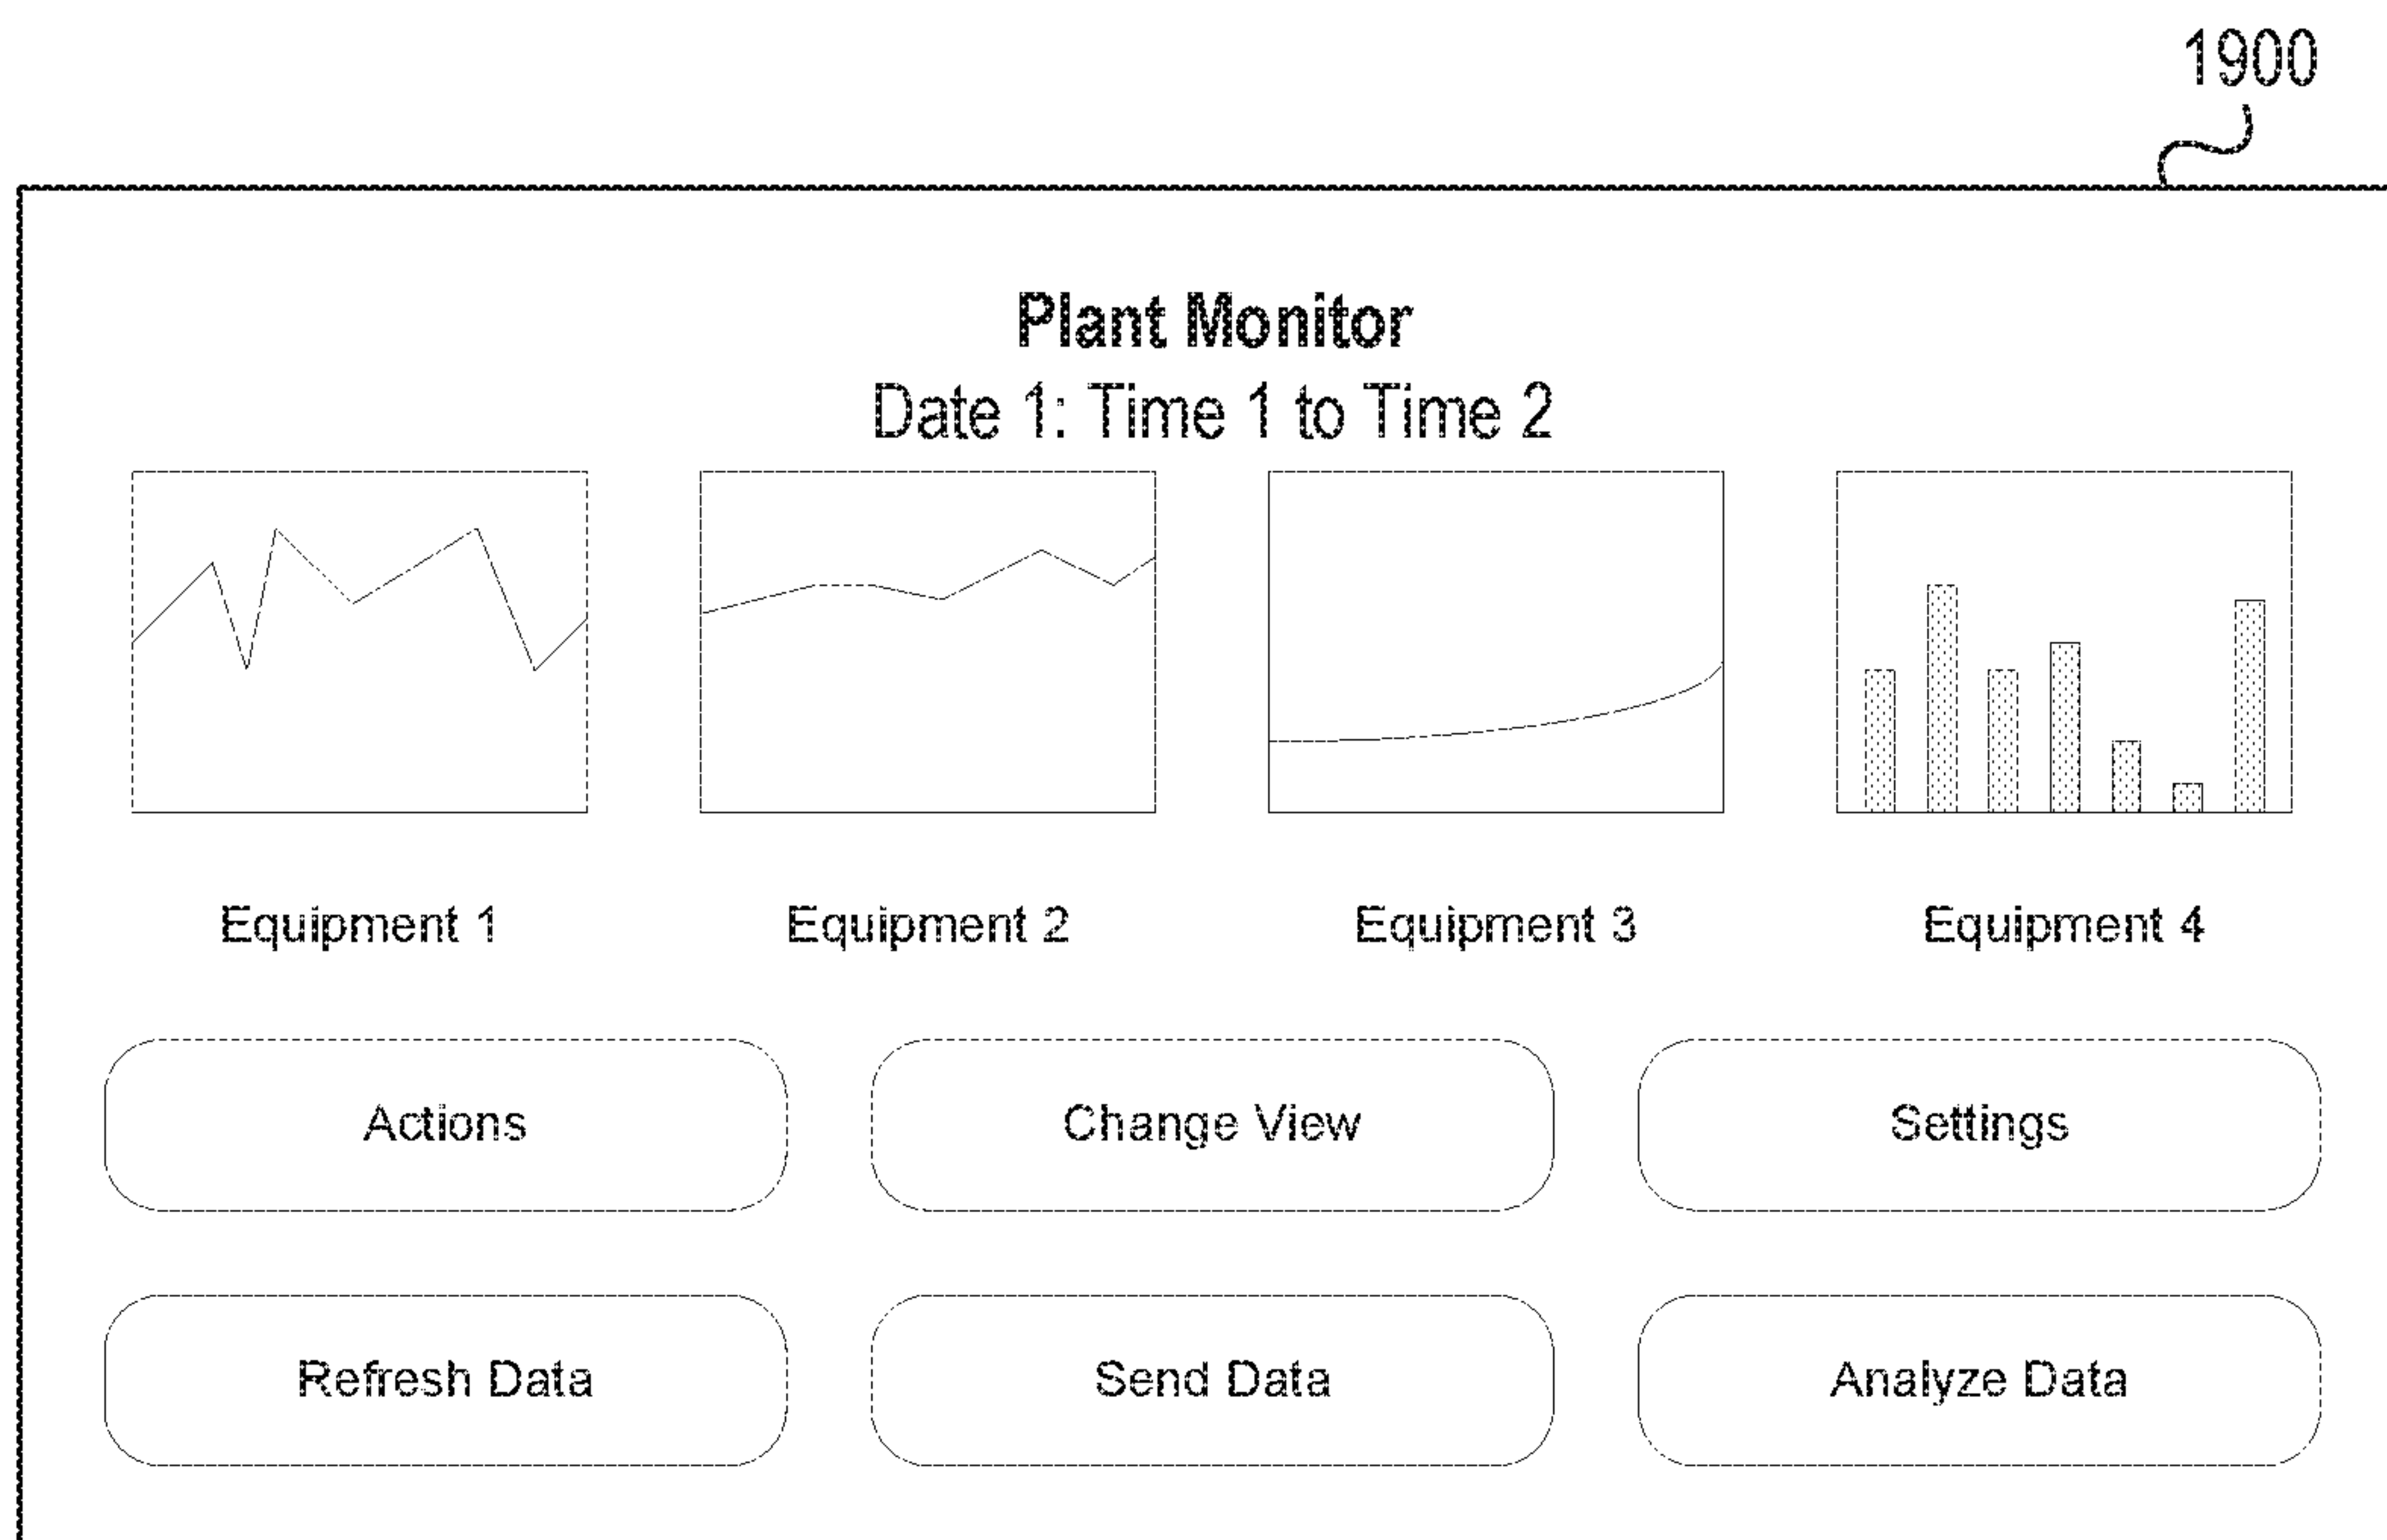 1900
Plant Monitor
Date 1: Time 1 to Time 2
Equipment 1
Equipment 2
Equipment 3
Equipment 4
Actions
Change View
Settings
Refresh Data
Send Data
Analyze Data